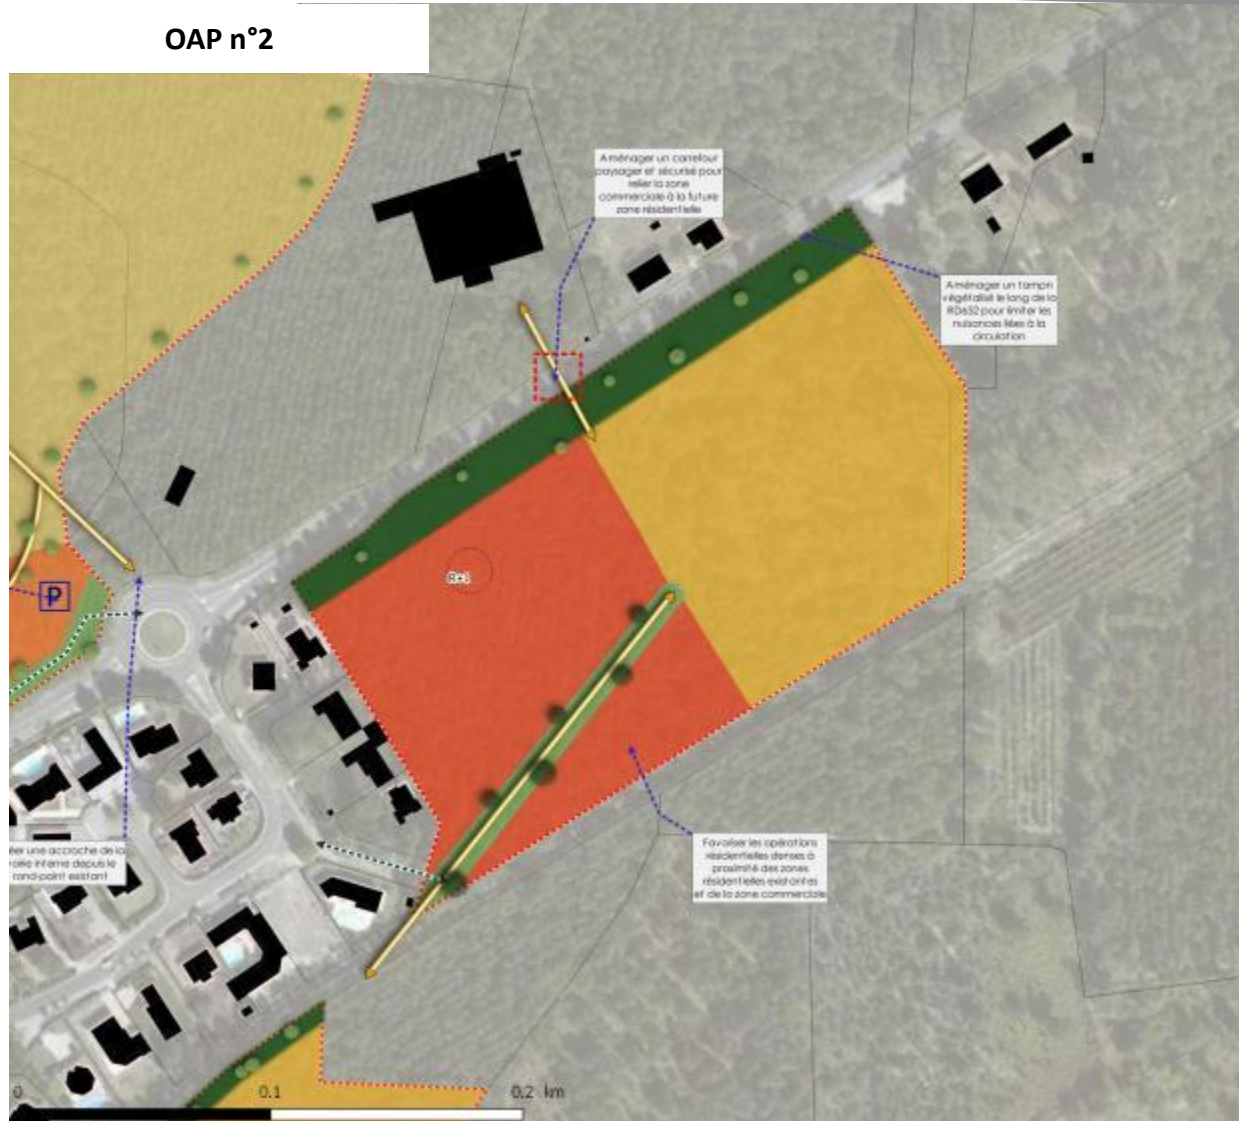 OAP n°2
Aménager un carrefour
paysager et sécurisé pour
relier la zone
commerciale à la future
zone résidentielle
Aménager un tampn
végétalisé le long de la
RD652 pour limiter les
nuisances liées à la
circulation
R+1
P
éer une accroche de la
voirie interne depuis le
rond-point existant
Favoriser les opérations
résidentielles denses à
proximité des zones
résidentielles existantes
et de la zone commerciale
0 0.1 0.2 km